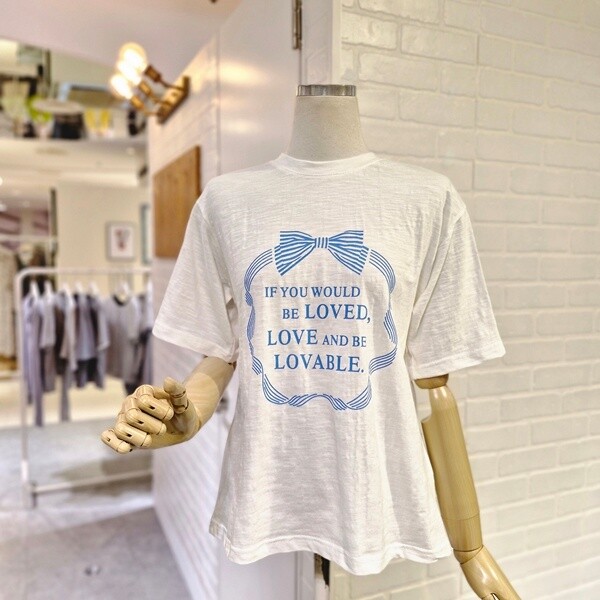 IF YOU WOULD
BE LOVED,
LOVE AND BE
LOVABLE.